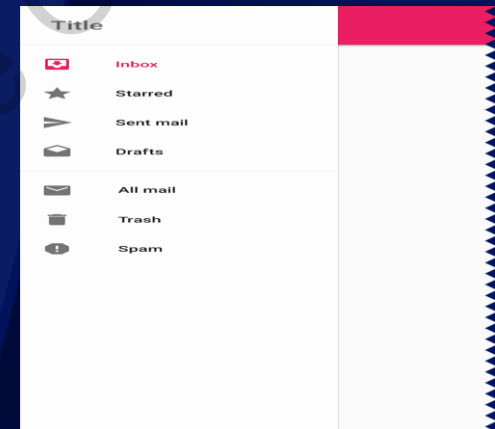 Title
Inbox
Starred
Sent mail
Drafts
All mail
Trash
Spam